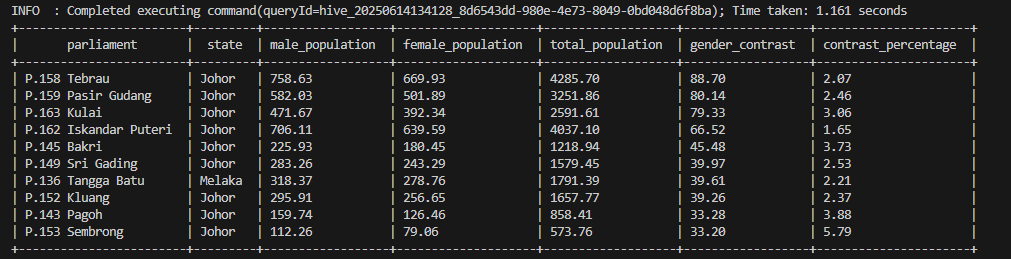 INFO  : Completed executing command(queryId=hive_20250614134128_8d6543dd-980e-4e73-8049-0bd048d6f8ba); Time taken: 1.161 seconds
+----------------------+---------+------------------+--------------------+-------------------+------------------+----------------------+
|      parliament      |  state  | male_population  | female_population  | total_population  | gender_contrast  | contrast_percentage  |
+----------------------+---------+------------------+--------------------+-------------------+------------------+----------------------+
| P.158 Tebrau         | Johor   | 758.63           | 669.93             | 4285.70           | 88.70            | 2.07                 |
| P.159 Pasir Gudang   | Johor   | 582.03           | 501.89             | 3251.86           | 80.14            | 2.46                 |
| P.163 Kulai          | Johor   | 471.67           | 392.34             | 2591.61           | 79.33            | 3.06                 |
| P.162 Iskandar Puteri  | Johor   | 706.11           | 639.59             | 4037.10           | 66.52            | 1.65                 |
| P.145 Bakri          | Johor   | 225.93           | 180.45             | 1218.94           | 45.48            | 3.73                 |
| P.149 Sri Gading     | Johor   | 283.26           | 243.29             | 1579.45           | 39.97            | 2.53                 |
| P.136 Tangga Batu    | Melaka  | 318.37           | 278.76             | 1791.39           | 39.61            | 2.21                 |
| P.152 Kluang         | Johor   | 295.91           | 256.65             | 1657.77           | 39.26            | 2.37                 |
| P.143 Pagoh          | Johor   | 159.74           | 126.46             | 858.41            | 33.28            | 3.88                 |
| P.153 Sembrong       | Johor   | 112.26           | 79.06              | 573.76            | 33.20            | 5.79                 |
+----------------------+---------+------------------+--------------------+-------------------+------------------+----------------------+